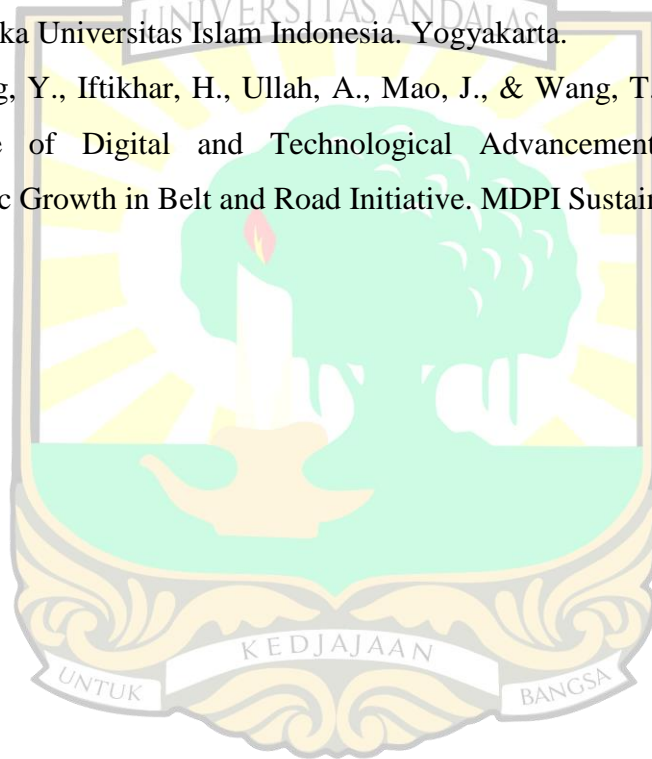 UNIVERSITAS ANDALAS
ka Universitas Islam Indonesia. Yogyakarta.
g, Y., Iftikhar, H., Ullah, A., Mao, J., & Wang, T.
e of Digital and Technological Advancement
c Growth in Belt and Road Initiative. MDPI Sustai
KEDJAJAAN
UNTUK BANGSA